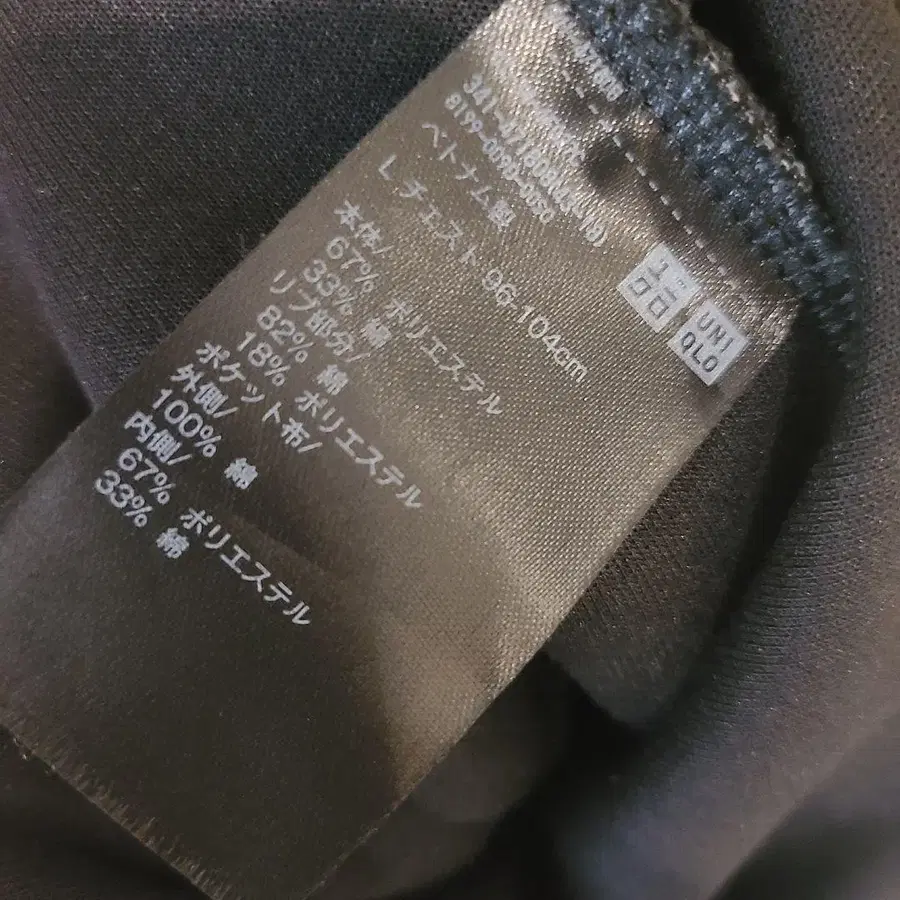 ユニ
クロ
UNI
QLO
ベトナム製
L チェスト 96-104cm
本体/
67% ポリエステル
33% 綿
リブ部分/
82% 綿
18% ポリエステル
ポケット布/
外側/
100% 綿
内側/
67% ポリエステル
33% 綿